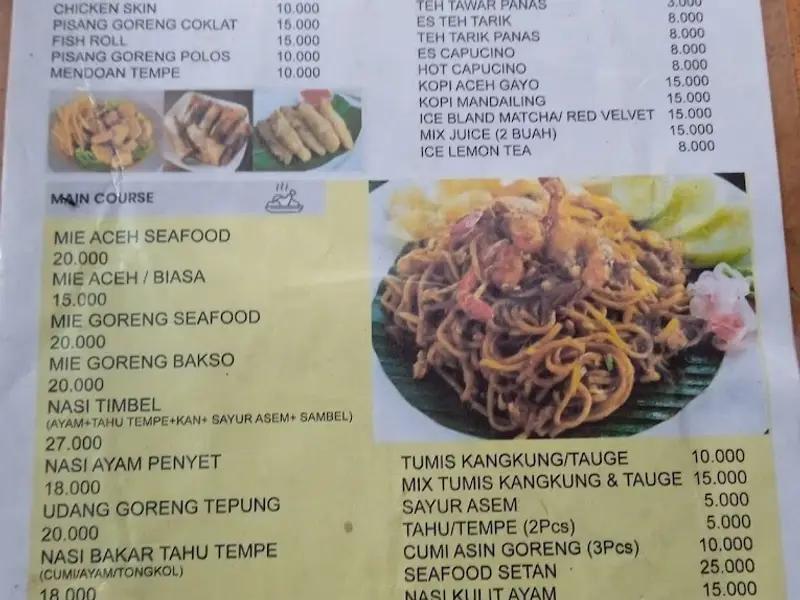 CHICKEN SKIN 10.000
PISANG GORENG COKLAT 15.000
FISH ROLL 15.000
PISANG GORENG POLOS 10.000
MENDOAN TEMPE 10.000
TEH TAWAR PANAS 3.000
ES TEH TARIK 8.000
TEH TARIK PANAS 8.000
ES CAPUCINO 8.000
HOT CAPUCINO 8.000
KOPI ACEH GAYO 15.000
KOPI MANDAILING 15.000
ICE BLAND MATCHA/ RED VELVET 15.000
MIX JUICE (2 BUAH) 15.000
ICE LEMON TEA 8.000
MAIN COURSE
MIE ACEH SEAFOOD
20.000
MIE ACEH / BIASA
15.000
MIE GORENG SEAFOOD
20.000
MIE GORENG BAKSO
20.000
NASI TIMBEL
(AYAM+TAHU TEMPE+KAN+ SAYUR ASEM+ SAMBEL)
27.000
NASI AYAM PENYET
18.000
UDANG GORENG TEPUNG
20.000
NASI BAKAR TAHU TEMPE
(CUMI/AYAM/TONGKOL)
18.000
TUMIS KANGKUNG/TAUGE 10.000
MIX TUMIS KANGKUNG & TAUGE 15.000
SAYUR ASEM 5.000
TAHU/TEMPE (2Pcs) 5.000
CUMI ASIN GORENG (3Pcs) 10.000
SEAFOOD SETAN 25.000
NASI KULIT AYAM 15.000